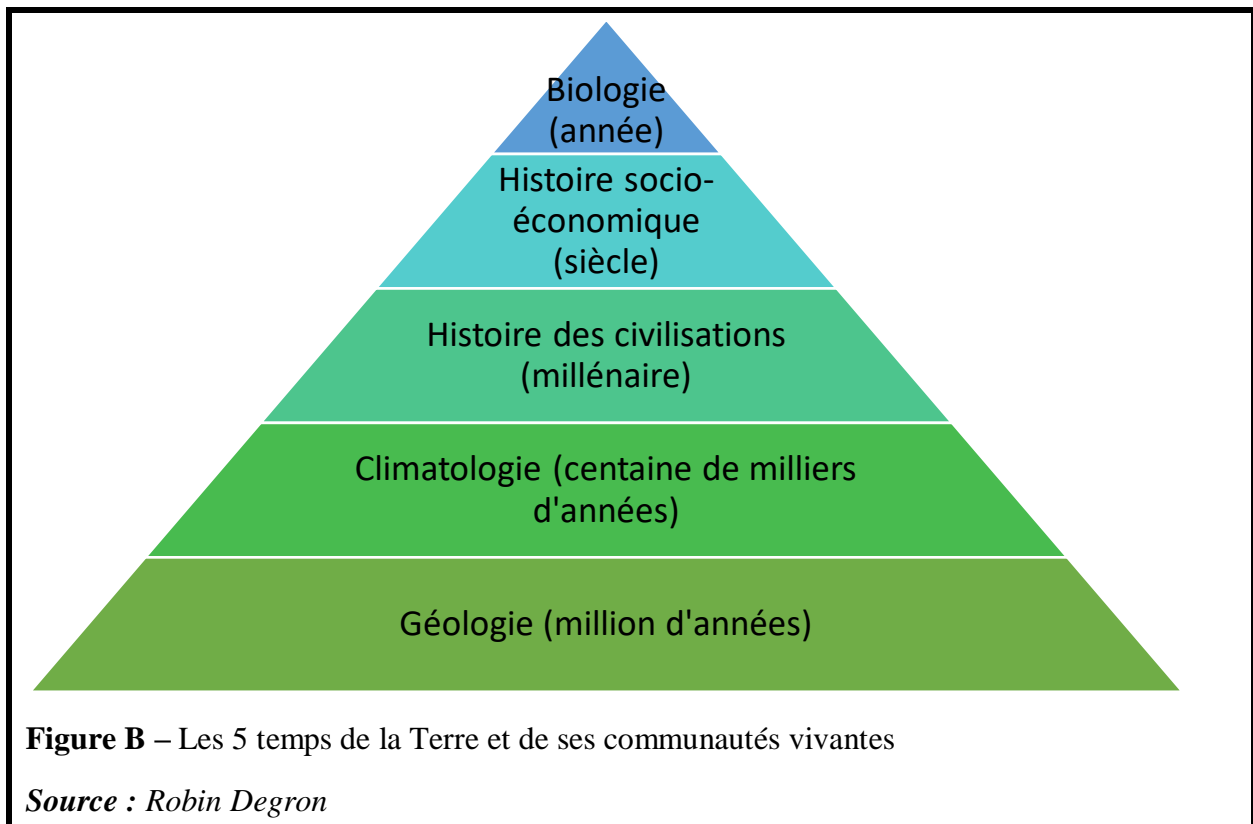 Biologie
(année)
Histoire socio-
économique
(siècle)
Histoire des civilisations
(millénaire)
Climatologie (centaine de milliers
d'années)
Géologie (million d'années)
Figure B – Les 5 temps de la Terre et de ses communautés vivantes
Source : Robin Degron